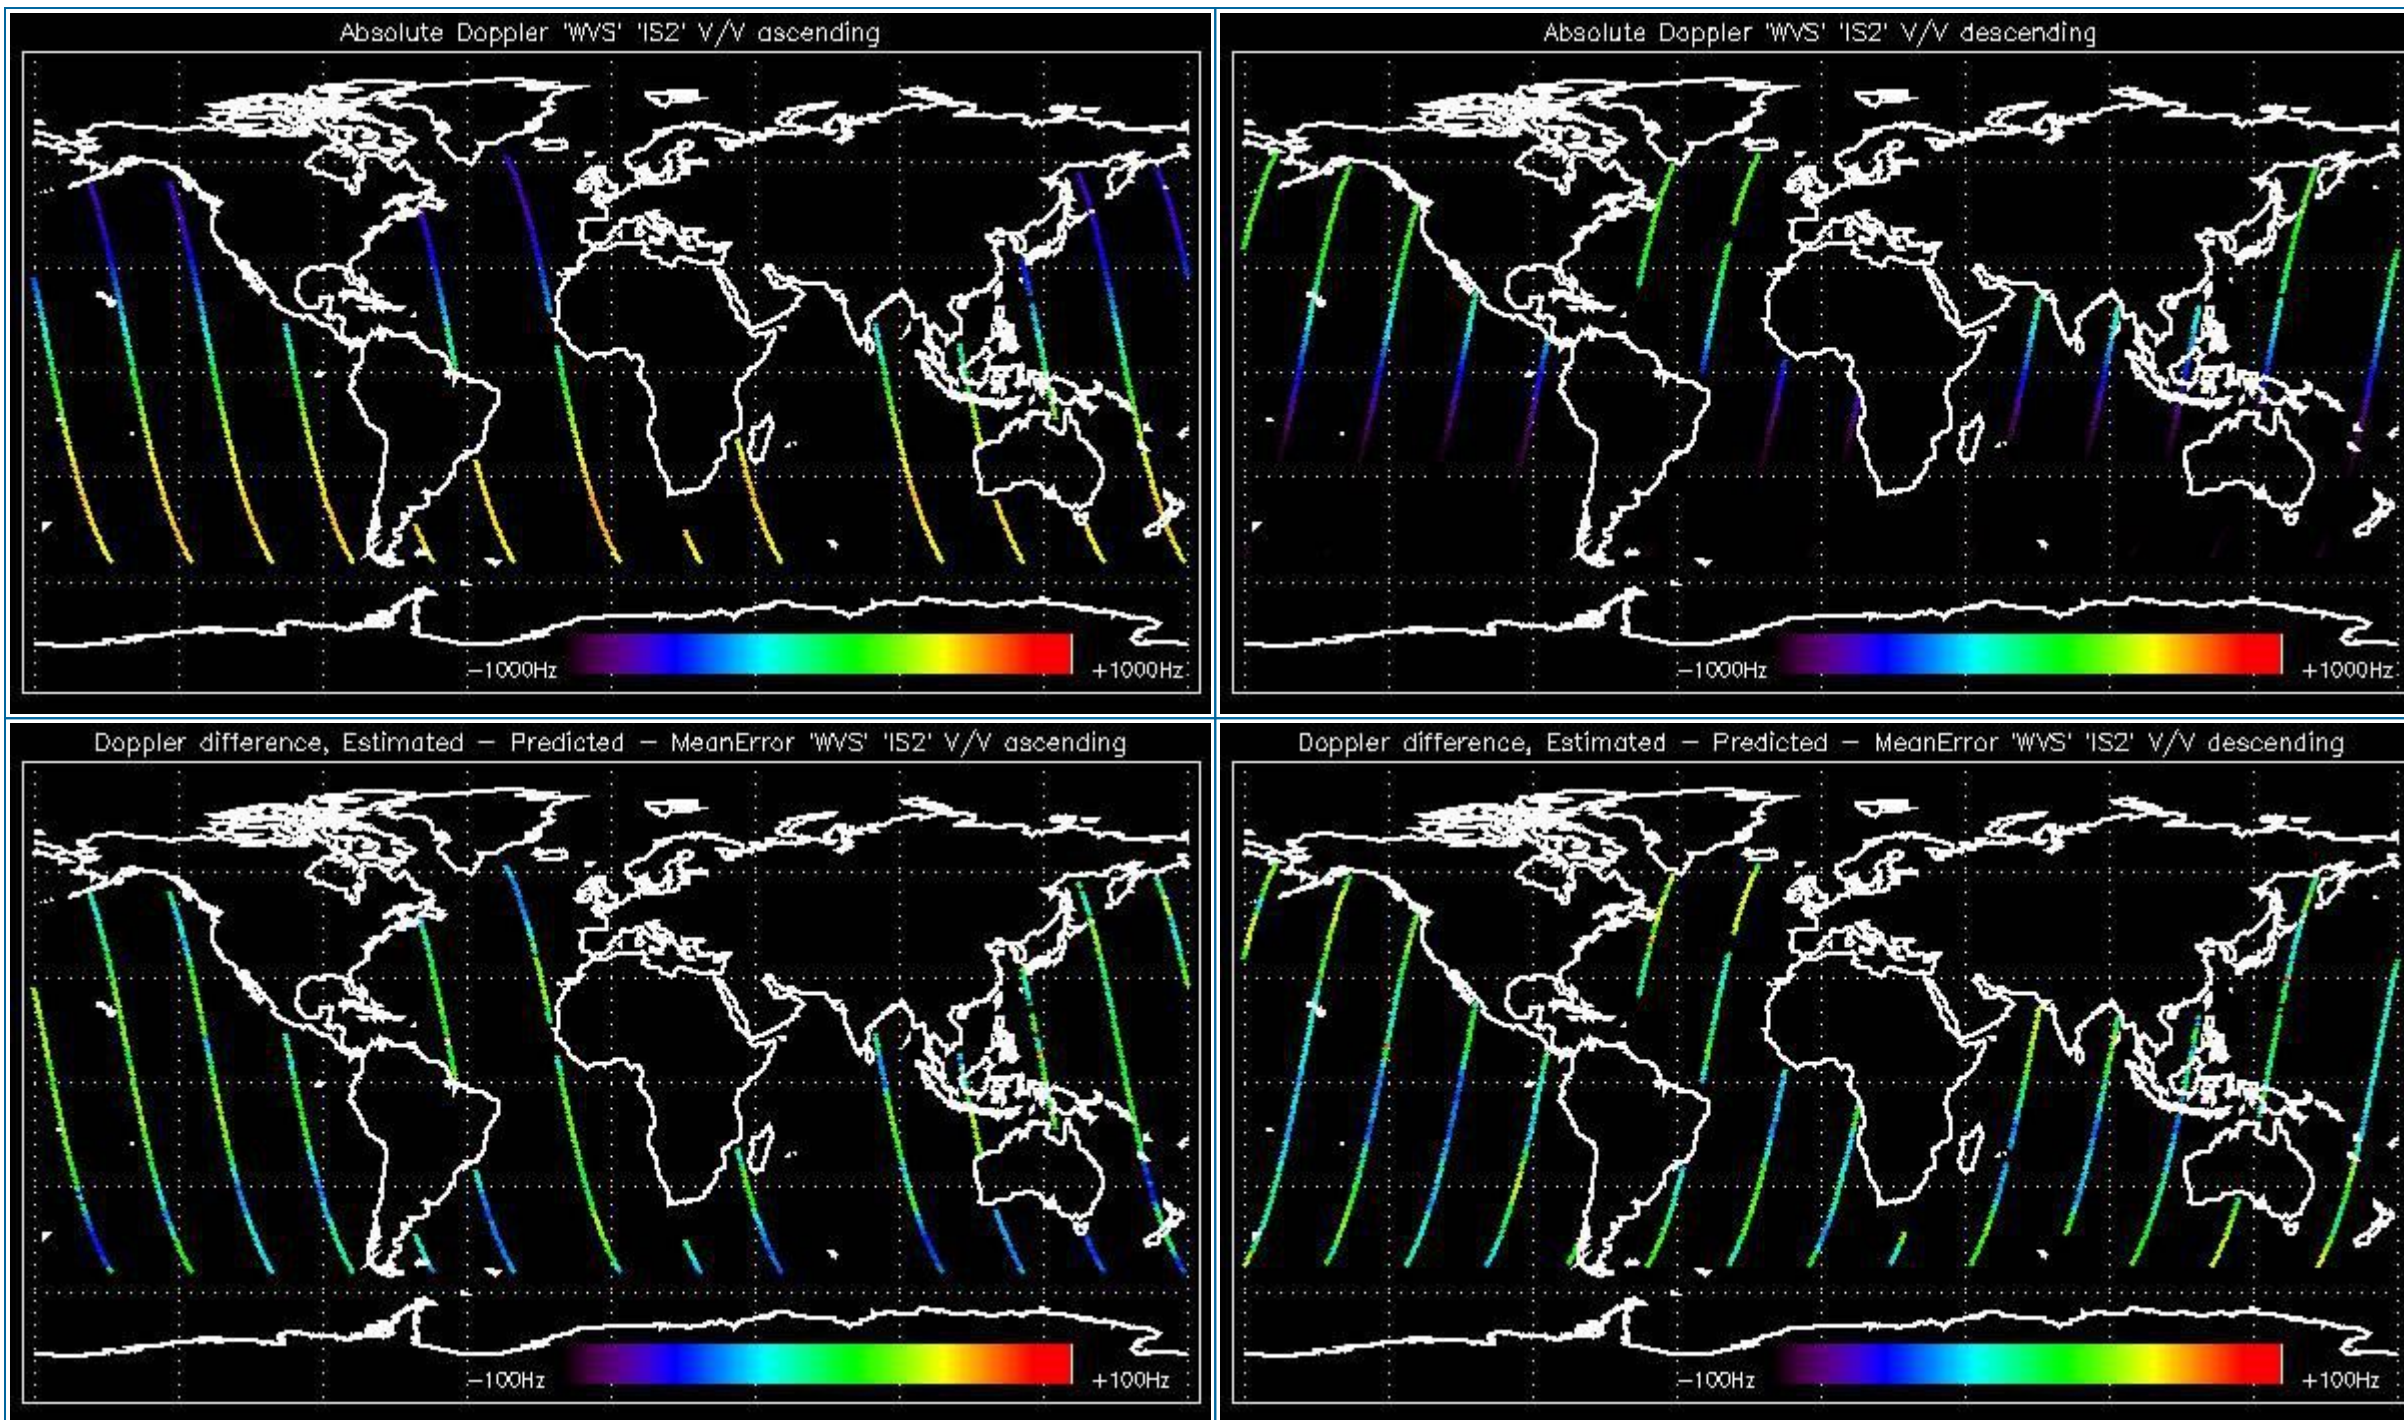 Absolute Doppler 'WVS' 'IS2' V/V ascending
-1000Hz
+1000Hz
Absolute Doppler 'WVS' 'IS2' V/V descending
-1000Hz
+1000Hz
Doppler difference, Estimated - Predicted - MeanError 'WVS' 'IS2' V/V ascending
-100Hz
+100Hz
Doppler difference, Estimated - Predicted - MeanError 'WVS' 'IS2' V/V descending
-100Hz
+100Hz